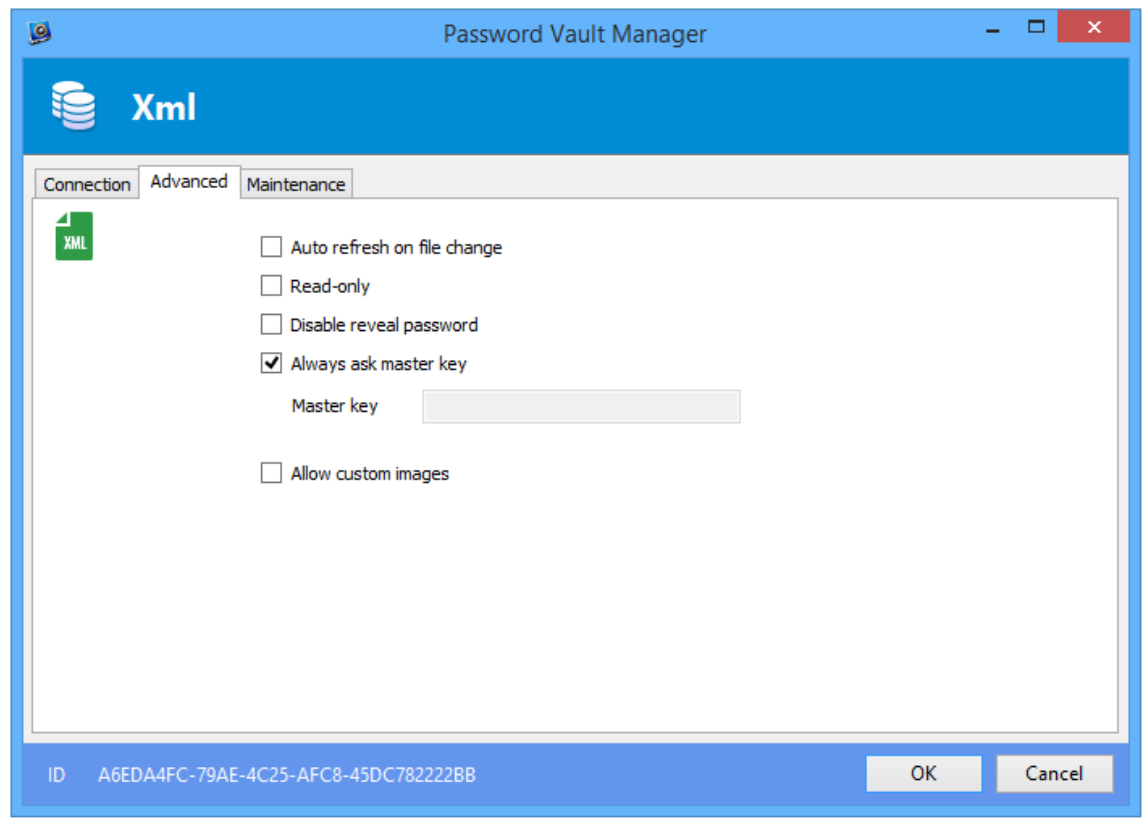 Password Vault Manager
Xml
Connection Advanced Maintenance
XML
Auto refresh on file change
Read-only
Disable reveal password
Always ask master key
Master key
Allow custom images
ID A6EDA4FC-79AE-4C25-AFC8-45DC782222BB OK Cancel